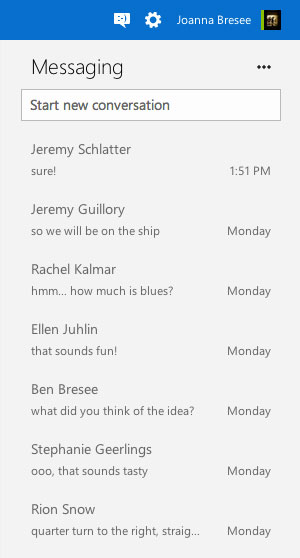 Joanna Bresee
Messaging
Start new conversation
Jeremy Schlatter
sure! 1:51 PM
Jeremy Guillory
so we will be on the ship Monday
Rachel Kalmar
hmm... how much is blues? Monday
Ellen Juhlin
that sounds fun! Monday
Ben Bresee
what did you think of the idea? Monday
Stephanie Geerlings
ooo, that sounds tasty Monday
Rion Snow
quarter turn to the right, straig... Monday